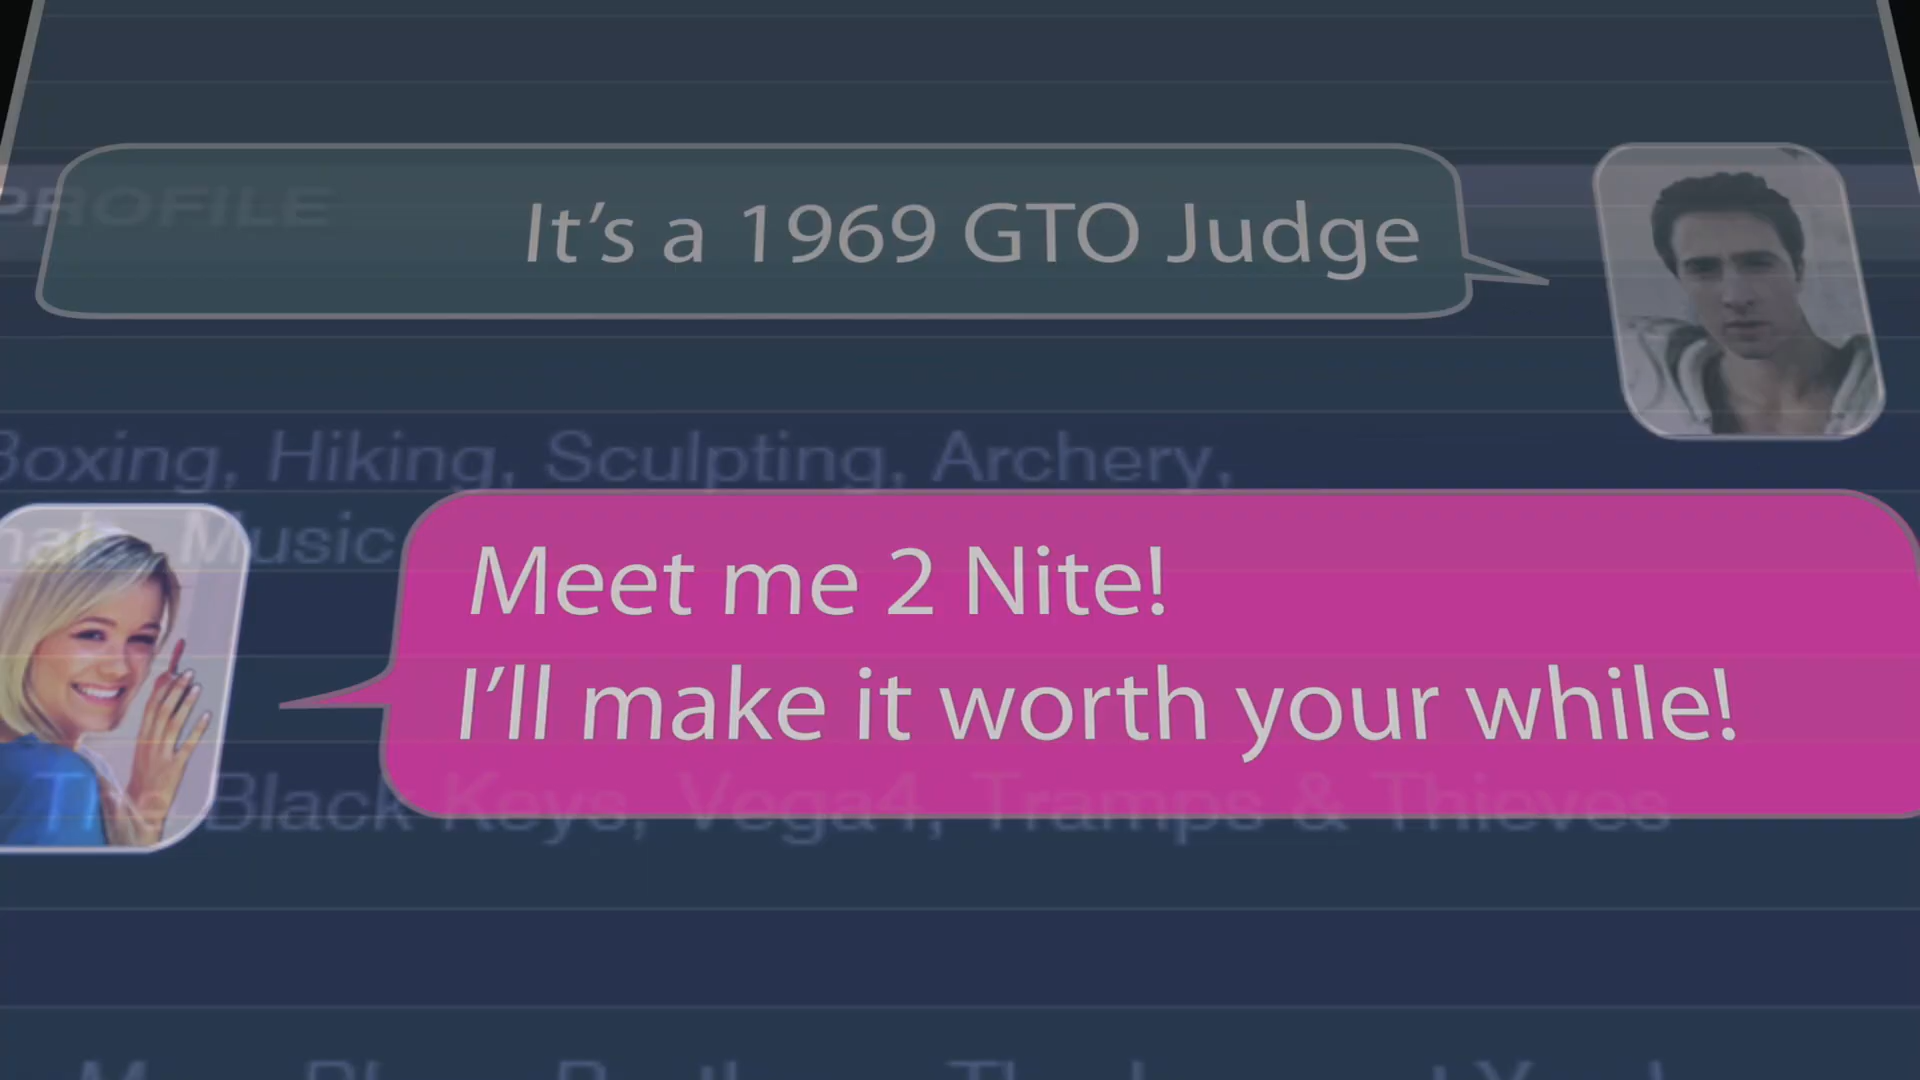 PROFILE
It's a 1969 GTO Judge
Boxing, Hiking, Sculpting, Archery,
Music
Meet me 2 Nite!
I'll make it worth your while!
The Black Keys, Vega4, Tramps & Thieves